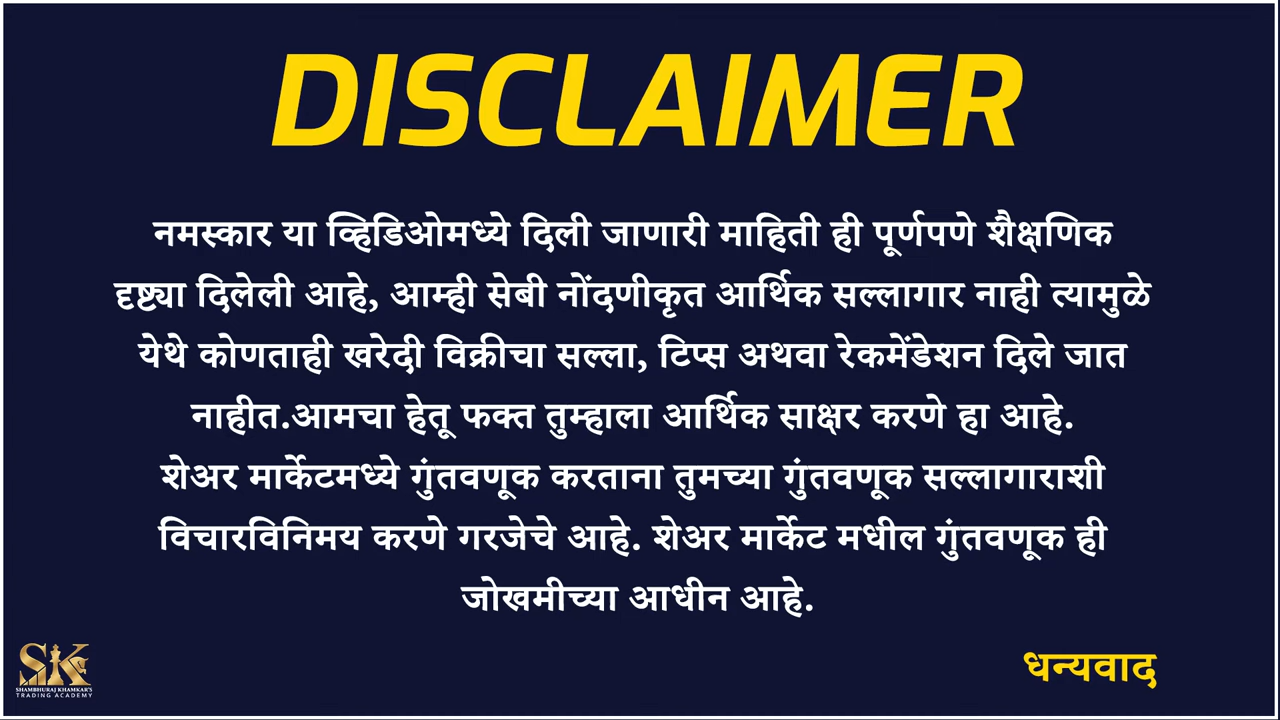 DISCLAIMER
नमस्कार या व्हिडिओमध्ये दिली जाणारी माहिती ही पूर्णपणे शैक्षणिक
दृष्ट्या दिलेली आहे, आम्ही सेबी नोंदणीकृत आर्थिक सल्लागार नाही त्यामुळे
येथे कोणताही खरेदी विक्रीचा सल्ला, टिप्स अथवा रेकमेंडेशन दिले जात
नाहीत.आमचा हेतू फक्त तुम्हाला आर्थिक साक्षर करणे हा आहे.
शेअर मार्केटमध्ये गुंतवणूक करताना तुमच्या गुंतवणूक सल्लागाराशी
विचारविनिमय करणे गरजेचे आहे. शेअर मार्केट मधील गुंतवणूक ही
जोखमीच्या आधीन आहे.
धन्यवाद
SK
SHAMBHURAJ KHAMKAR'S
TRADING ACADEMY